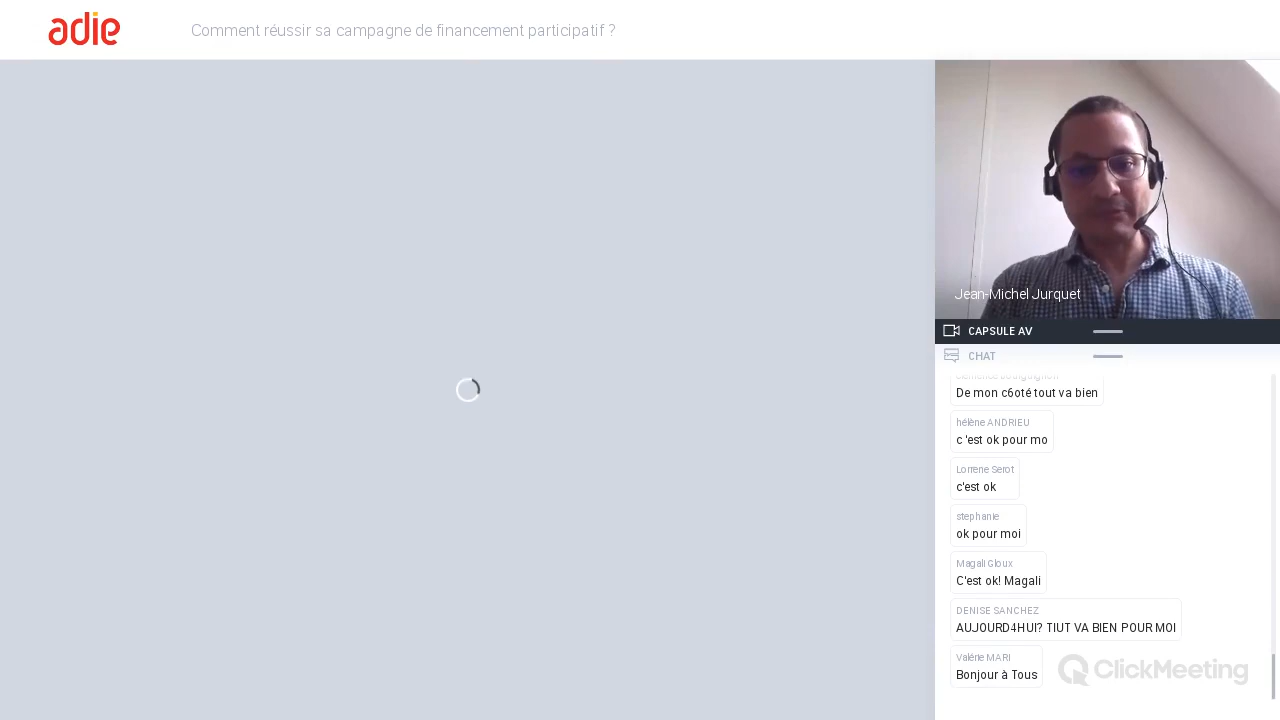 adie
Comment réussir sa campagne de financement participatif ?
Jean-Michel Jurquet
CAPSULE AV
CHAT
De mon c6oté tout va bien
hélène ANDRIEU
c 'est ok pour mo
Lorrene Serot
c'est ok
stephanie
ok pour moi
Magali Gloux
C'est ok! Magali
DENISE SANCHEZ
AUJOURD4HUI? TIUT VA BIEN POUR MOI
Valérie MARI
Bonjour à Tous
ClickMeeting